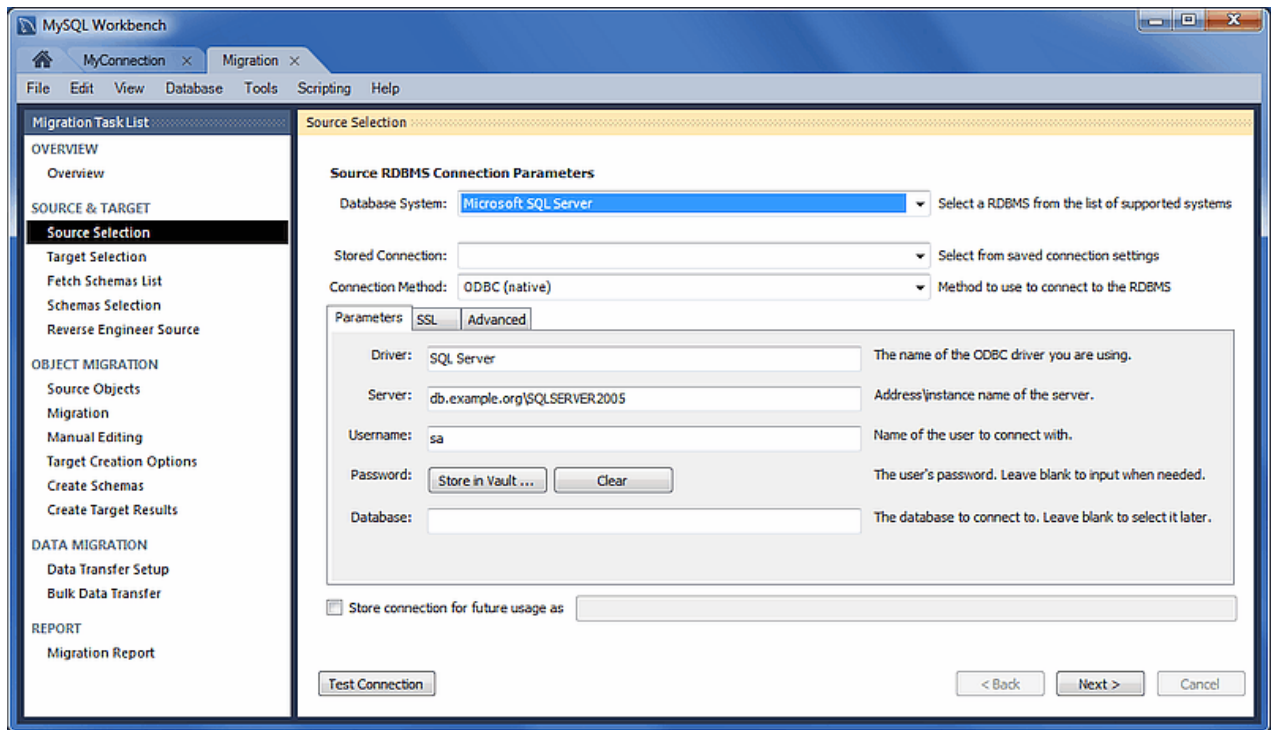 MySQL Workbench
MyConnection
Migration
File Edit View Database Tools Scripting Help
Migration Task List
OVERVIEW
Overview
SOURCE & TARGET
Source Selection
Target Selection
Fetch Schemas List
Schemas Selection
Reverse Engineer Source
OBJECT MIGRATION
Source Objects
Migration
Manual Editing
Target Creation Options
Create Schemas
Create Target Results
DATA MIGRATION
Data Transfer Setup
Bulk Data Transfer
REPORT
Migration Report
Source Selection
Source RDBMS Connection Parameters
Database System: Microsoft SQL Server Select a RDBMS from the list of supported systems
Stored Connection: Select from saved connection settings
Connection Method: ODBC (native) Method to use to connect to the RDBMS
Parameters SSL Advanced
Driver: SQL Server The name of the ODBC driver you are using.
Server: db.example.org\SQLSERVER2005 Address\instance name of the server.
Username: sa Name of the user to connect with.
Password: Store in Vault ... Clear The user's password. Leave blank to input when needed.
Database: The database to connect to. Leave blank to select it later.
Store connection for future usage as
Test Connection < Back Next > Cancel